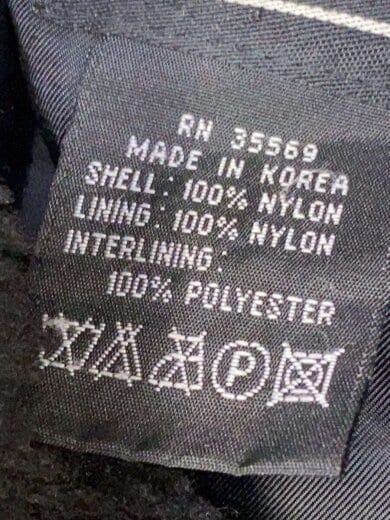 RN 35569
MADE IN KOREA
SHELL: 100% NYLON
LINING: 100% NYLON
INTERLINING:
100% POLYESTER
P